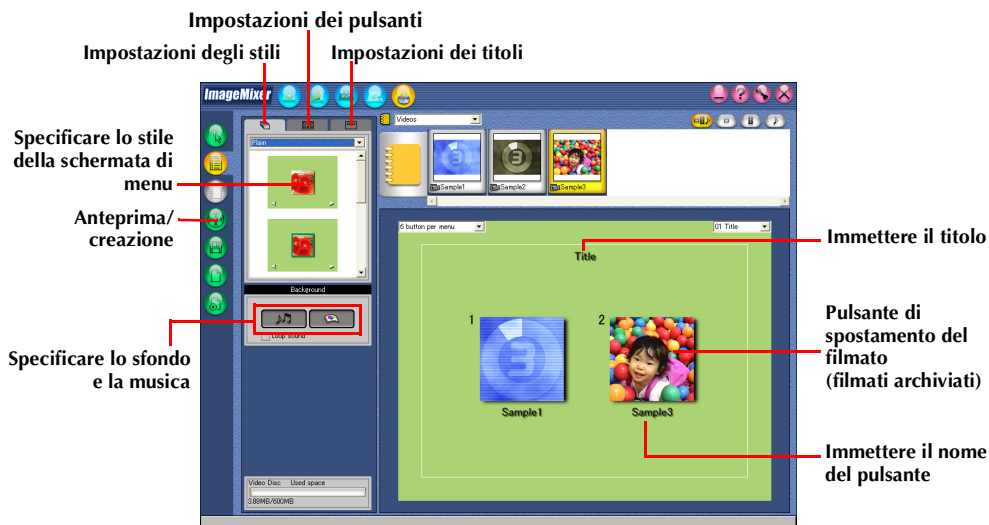 Impostazioni dei pulsanti
Impostazioni degli stili
Impostazioni dei titoli
ImageMixer
Specificare lo stile
della schermata di
menu
Anteprima/
creazione
Specificare lo sfondo
e la musica
Plain
Background
Loop sound
Video Disc Used space
3.88MB/600MB
Videos
Sample1
Sample2
Sample3
6 button per menu
01 Title
Title
1
2
Sample1
Sample3
Immettere il titolo
Pulsante di
spostamento del
filmato
(filmati archiviati)
Immettere il nome
del pulsante